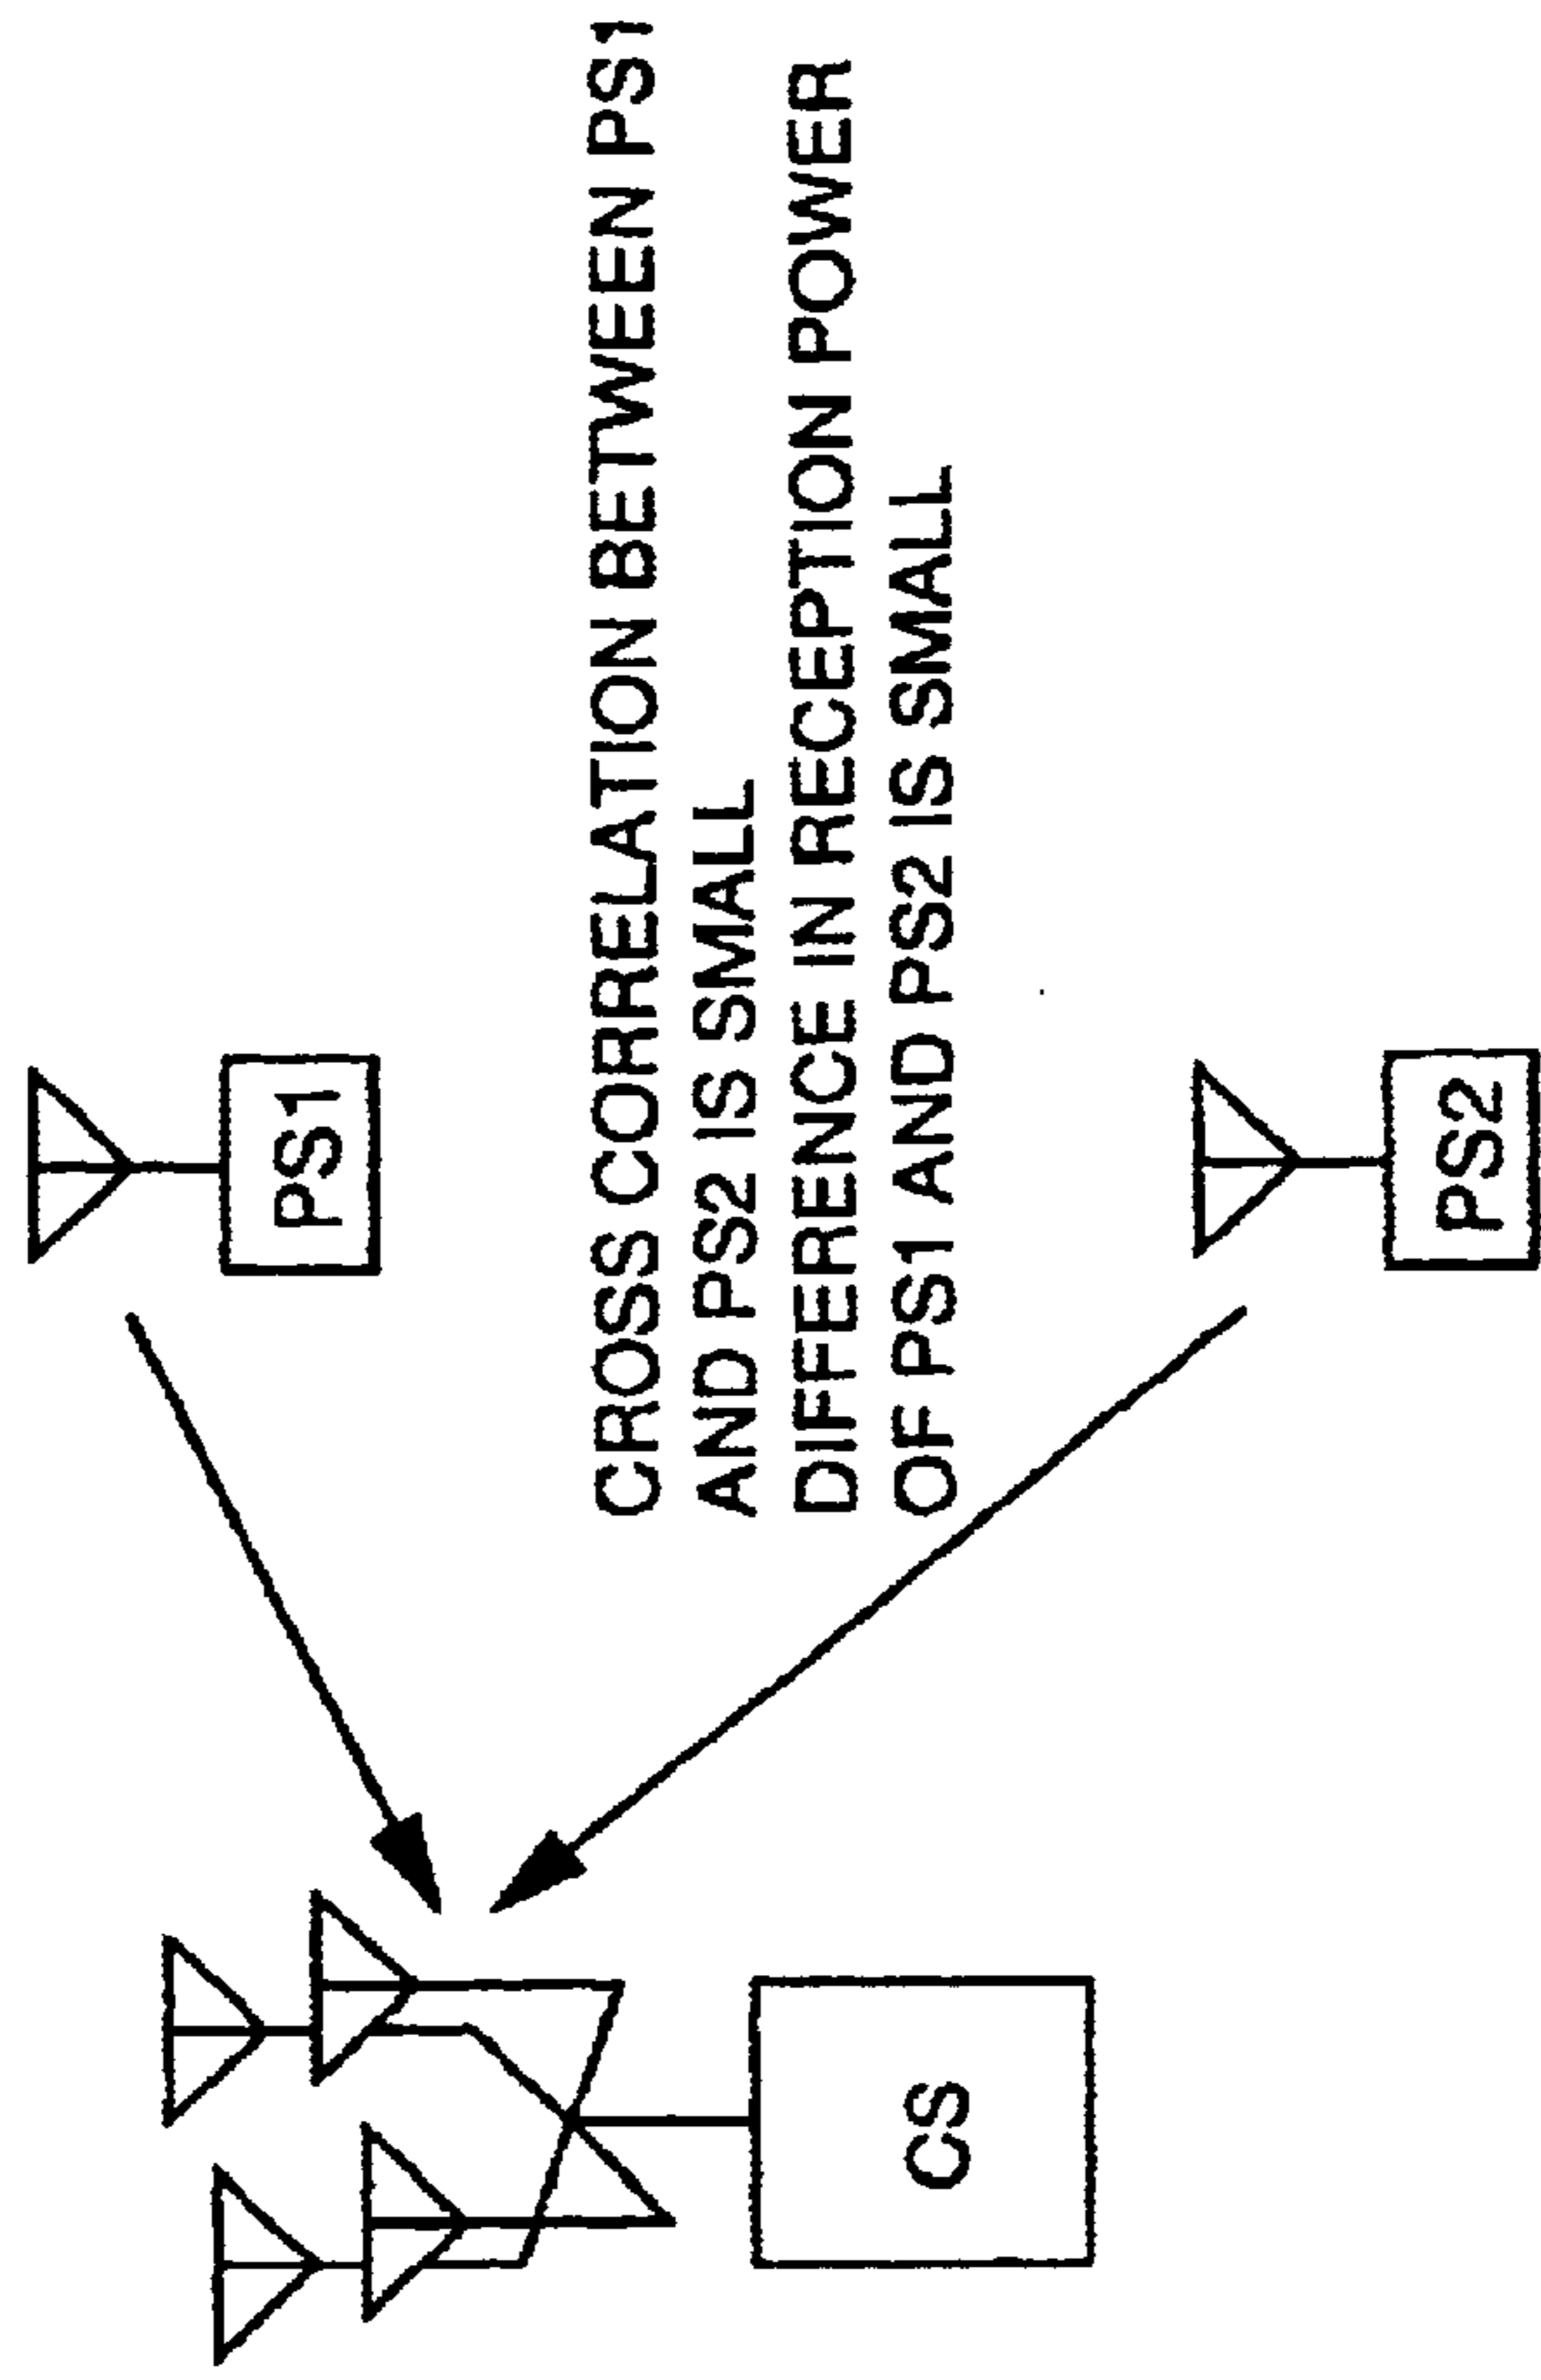 PS1
CROSS CORRELATION BETWEEN PS1
AND PS2 IS SMALL
DIFFERENCE IN RECEPTION POWER
OF PS1 AND PS2 IS SMALL
CS
PS2